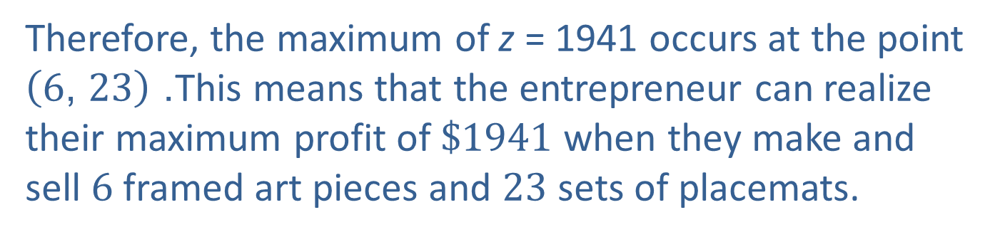 Therefore, the maximum of z = 1941 occurs at the point
(6, 23) .This means that the entrepreneur can realize
their maximum profit of $1941 when they make and
sell 6 framed art pieces and 23 sets of placemats.